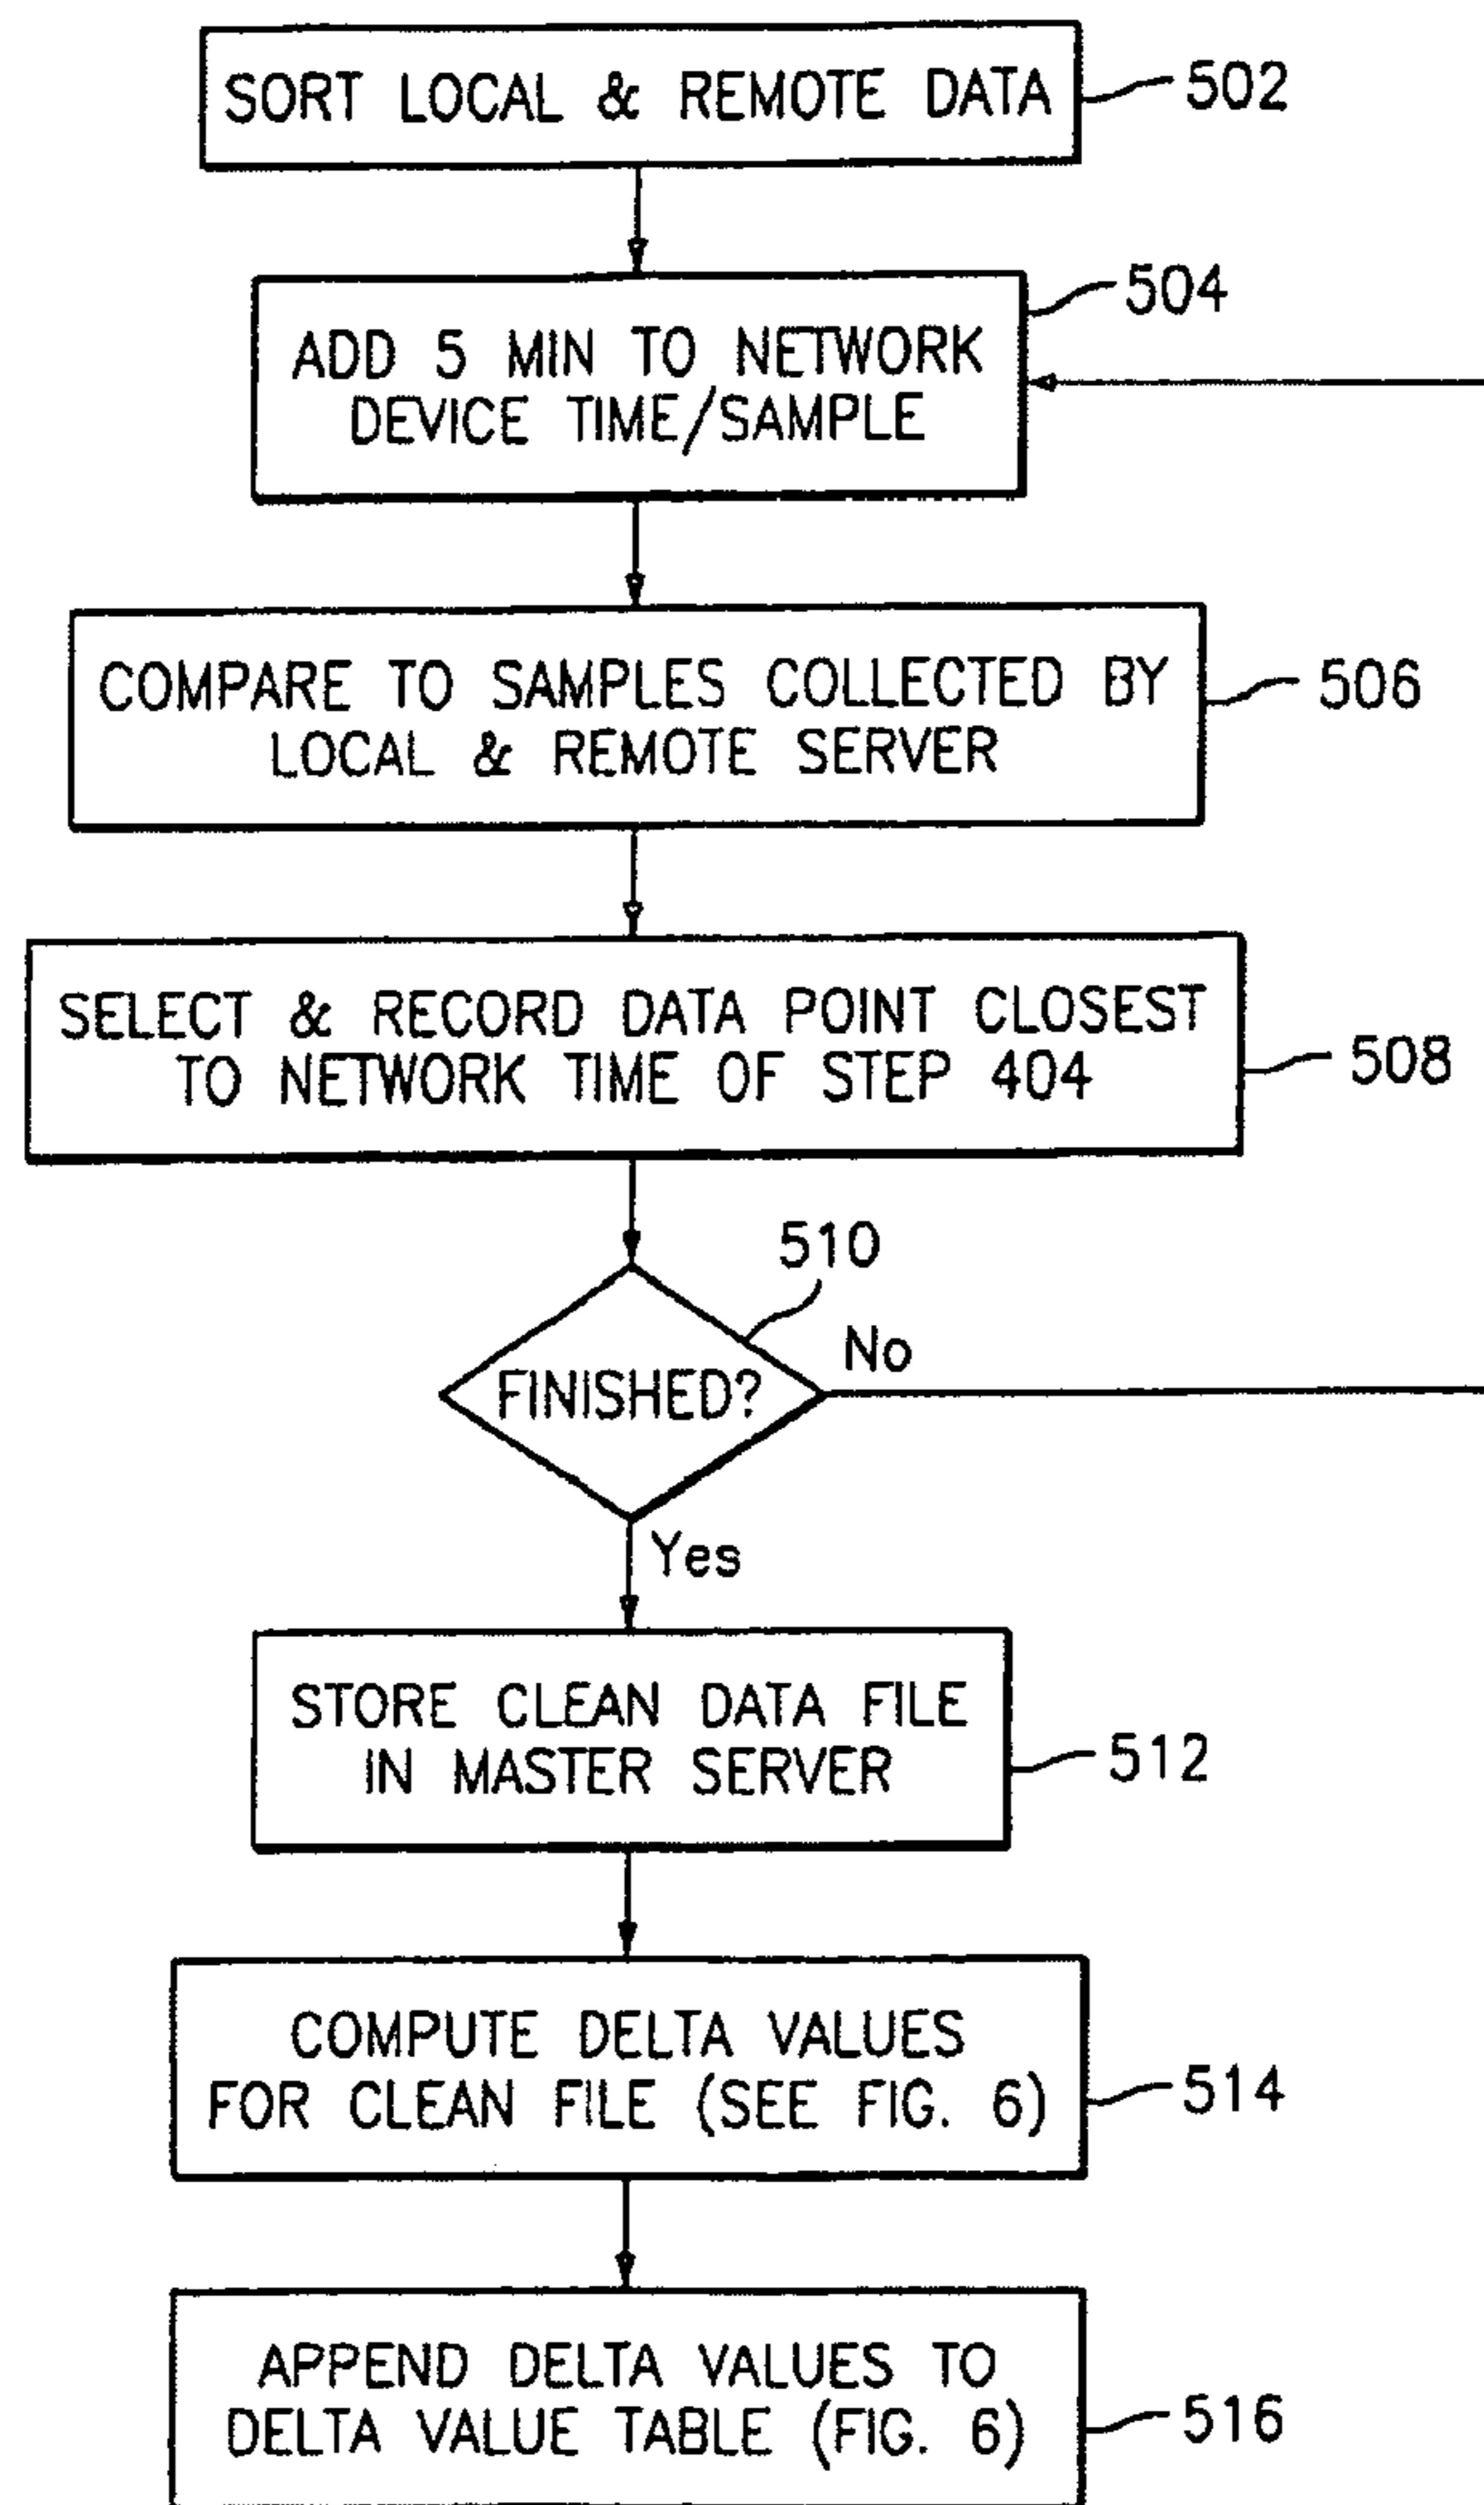 SORT LOCAL & REMOTE DATA
502
504
ADD 5 MIN TO NETWORK
DEVICE TIME/SAMPLE
COMPARE TO SAMPLES COLLECTED BY
LOCAL & REMOTE SERVER
506
SELECT & RECORD DATA POINT CLOSEST
TO NETWORK TIME OF STEP 404
508
510
No
FINISHED?
Yes
STORE CLEAN DATA FILE
IN MASTER SERVER
512
COMPUTE DELTA VALUES
FOR CLEAN FILE (SEE FIG. 6)
514
APPEND DELTA VALUES TO
DELTA VALUE TABLE (FIG. 6)
516